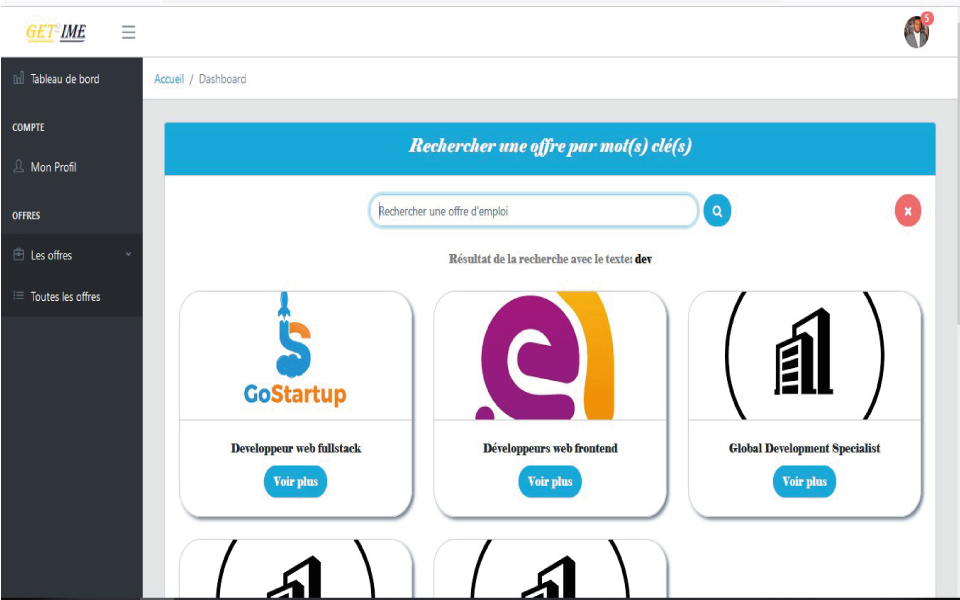 GET IME
5
Tableau de bord
Accueil / Dashboard
COMPTE
Mon Profil
OFFRES
Les offres
Toutes les offres
Rechercher une offre par mot(s) clé(s)
Rechercher une offre d'emploi
Résultat de la recherche avec le texte: dev
GoStartup
Developpeur web fullstack
Voir plus
Développeurs web frontend
Voir plus
Global Development Specialist
Voir plus